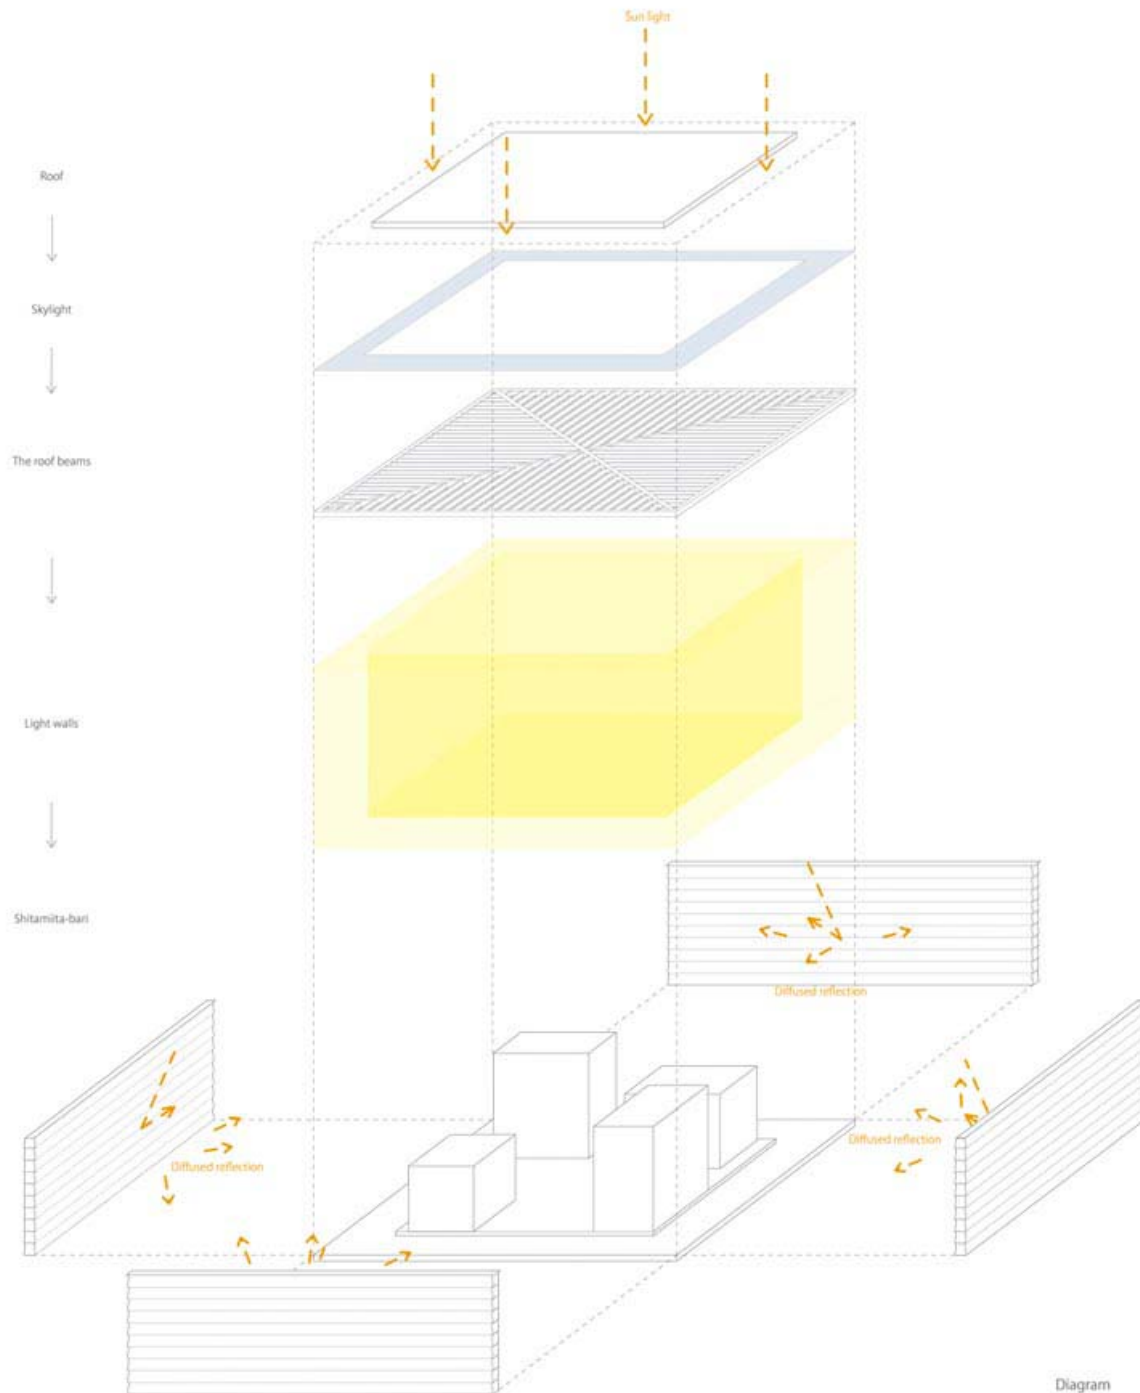 Sun light
Roof
Skylight
The roof beams
Light walls
Shitamiita-bari
Diffused reflection
Diffused reflection
Diffused reflection
Diagram